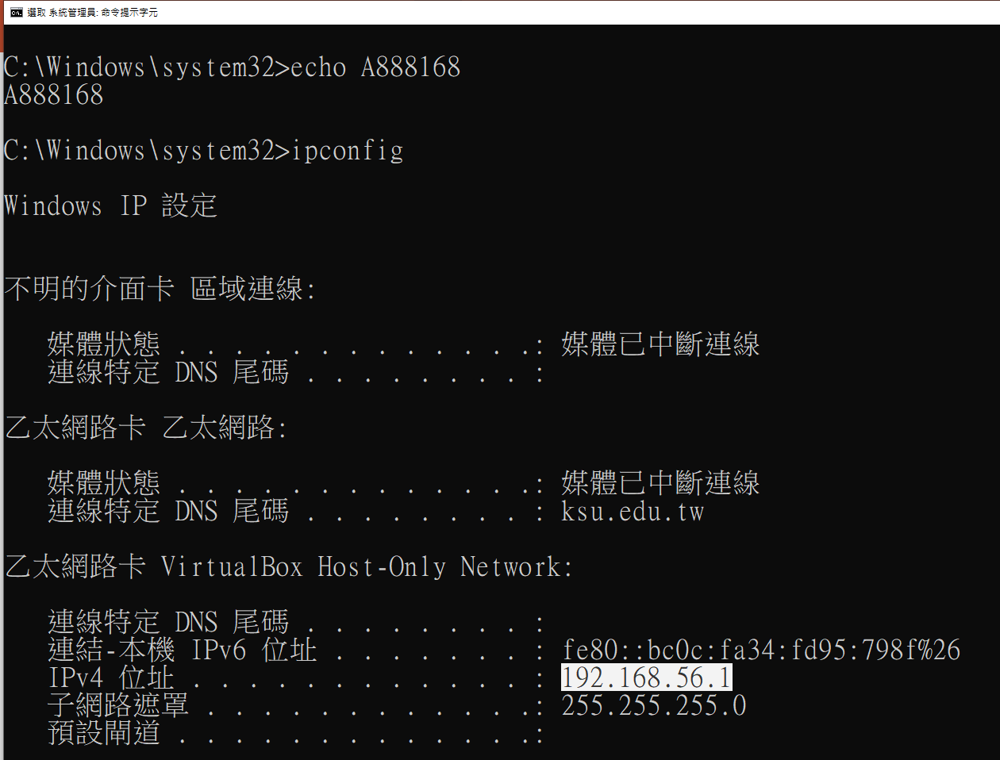 選取 系統管理員: 命令提示字元
C:\Windows\system32>echo A888168
A888168
C:\Windows\system32>ipconfig
Windows IP 設定
不明的介面卡 區域連線:
媒體狀態 . . . . . . . . . . . . .: 媒體已中斷連線
連線特定 DNS 尾碼 . . . . . . . . :
乙太網路卡 乙太網路:
媒體狀態 . . . . . . . . . . . . .: 媒體已中斷連線
連線特定 DNS 尾碼 . . . . . . . . : ksu.edu.tw
乙太網路卡 VirtualBox Host-Only Network:
連線特定 DNS 尾碼 . . . . . . . . :
連結-本機 IPv6 位址 . . . . . . . : fe80::bc0c:fa34:fd95:798f%26
IPv4 位址 . . . . . . . . . . . . : 192.168.56.1
子網路遮罩 . . . . . . . . . . . .: 255.255.255.0
預設閘道 . . . . . . . . . . . . .: